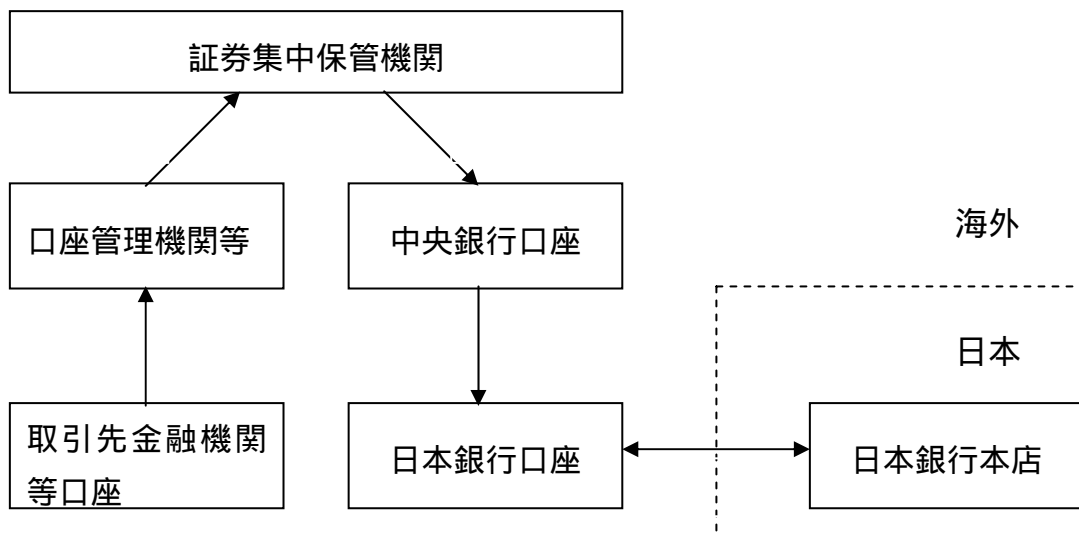 証券集中保管機関
口座管理機関等
中央銀行口座
海外
日本
取引先金融機関
等口座
日本銀行口座
日本銀行本店